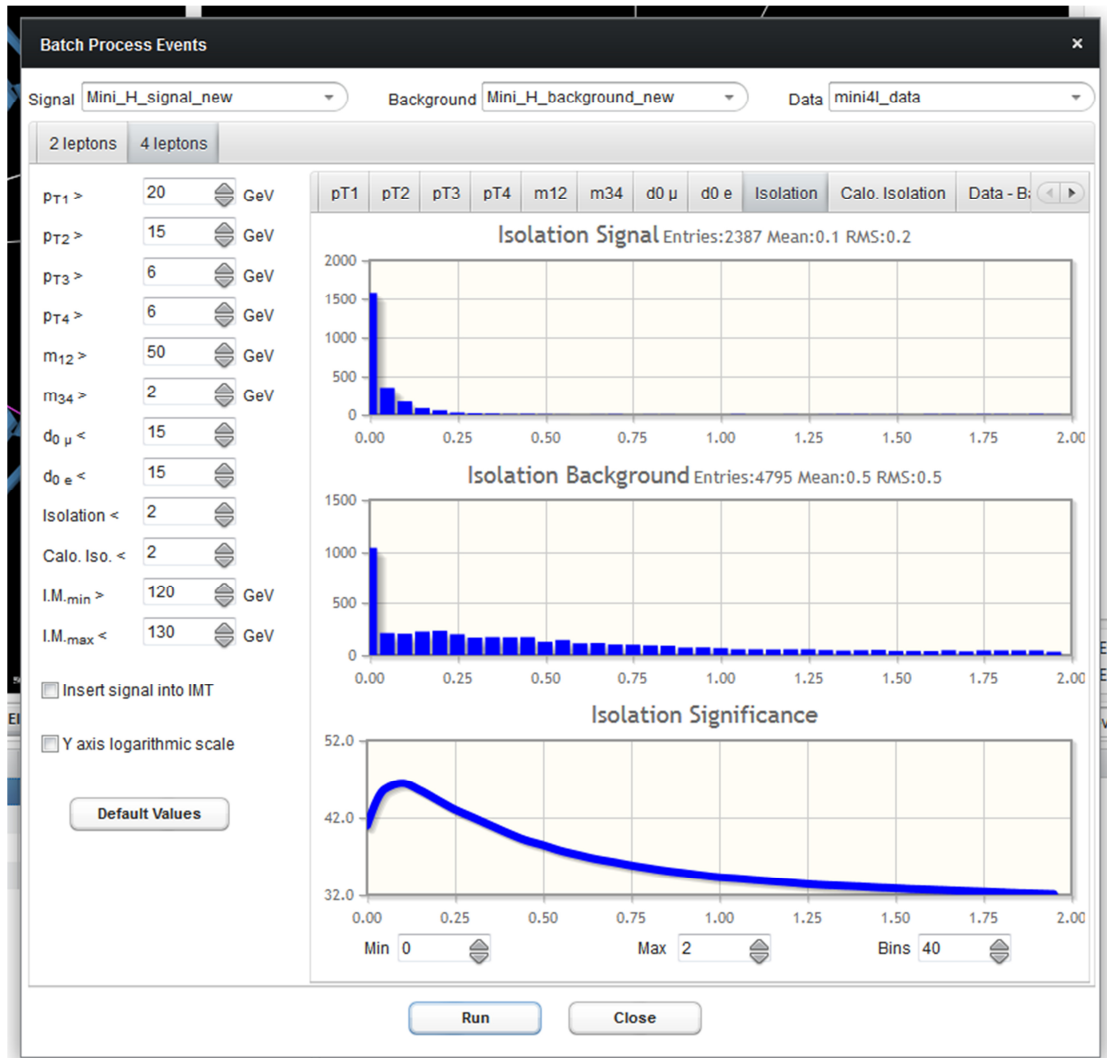 Batch Process Events ×
Signal Mini_H_signal_new Background Mini_H_background_new Data mini4l_data
2 leptons 4 leptons
pT1 > 20 GeV
pT2 > 15 GeV
pT3 > 6 GeV
pT4 > 6 GeV
m12 > 50 GeV
m34 > 2 GeV
d0 μ < 15
d0 e < 15
Isolation < 2
Calo. Iso. < 2
I.M.min > 120 GeV
I.M.max < 130 GeV
Insert signal into IMT
Y axis logarithmic scale
Default Values
pT1 pT2 pT3 pT4 m12 m34 d0 μ d0 e Isolation Calo. Isolation Data - Ba
Isolation Signal Entries:2387 Mean:0.1 RMS:0.2
2000
1500
1000
500
0
0.00 0.25 0.50 0.75 1.00 1.25 1.50 1.75 2.00
Isolation Background Entries:4795 Mean:0.5 RMS:0.5
1500
1000
500
0
0.00 0.25 0.50 0.75 1.00 1.25 1.50 1.75 2.00
Isolation Significance
52.0
42.0
32.0
0.00 0.25 0.50 0.75 1.00 1.25 1.50 1.75 2.00
Min 0 Max 2 Bins 40
Run Close